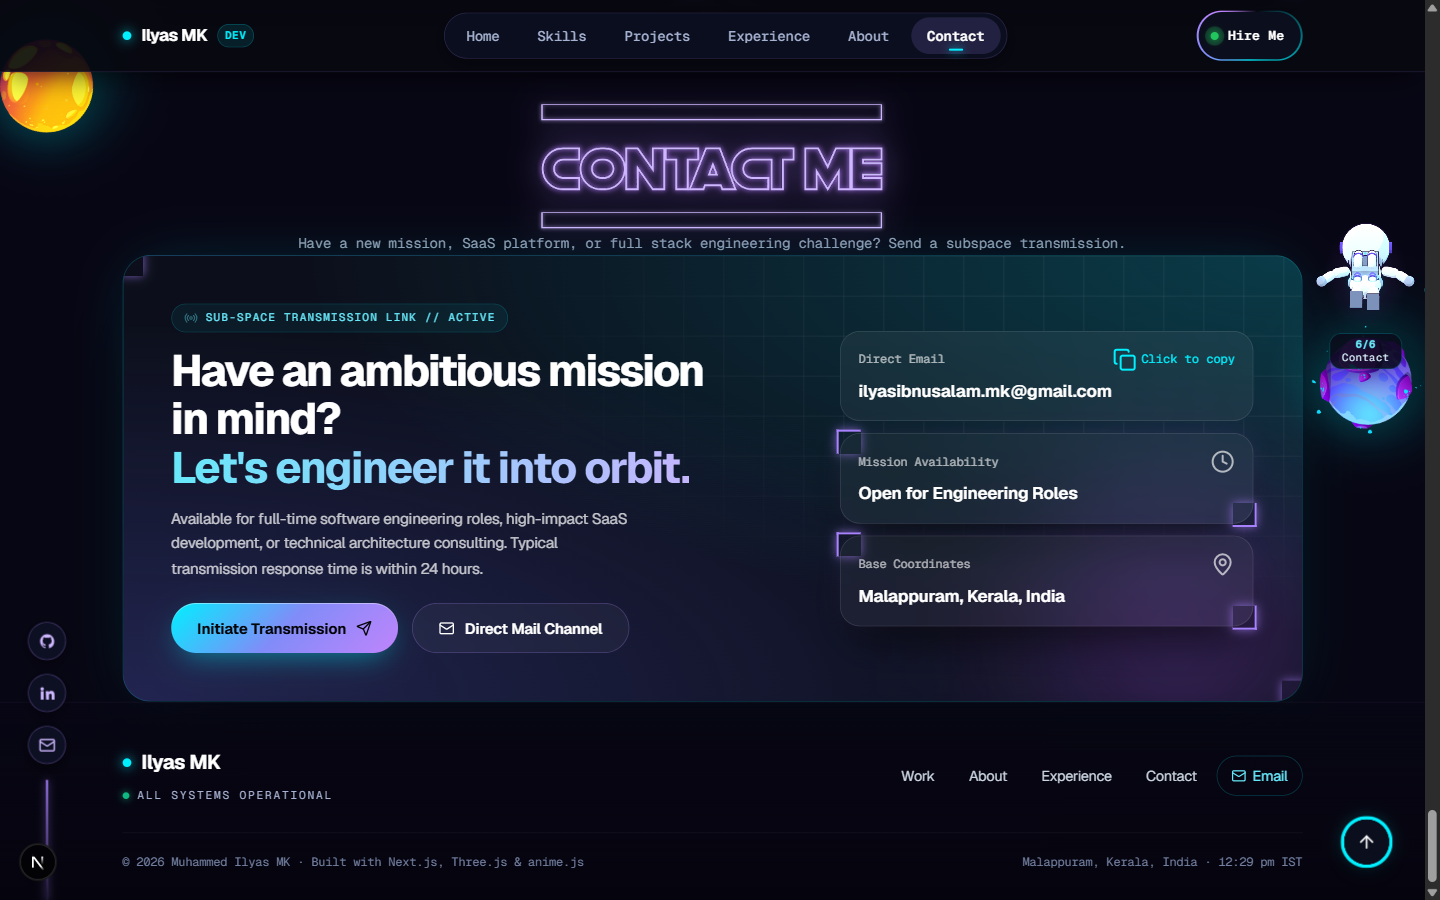 Ilyas MK DEV
Home Skills Projects Experience About Contact
Hire Me
CONTACT ME
Have a new mission, SaaS platform, or full stack engineering challenge? Send a subspace transmission.
SUB-SPACE TRANSMISSION LINK // ACTIVE
Have an ambitious mission
in mind?
Let's engineer it into orbit.
Available for full-time software engineering roles, high-impact SaaS
development, or technical architecture consulting. Typical
transmission response time is within 24 hours.
Initiate Transmission
Direct Mail Channel
Direct Email
Click to copy
ilyasibnusalam.mk@gmail.com
Mission Availability
Open for Engineering Roles
Base Coordinates
Malappuram, Kerala, India
6/6
Contact
in
Ilyas MK
ALL SYSTEMS OPERATIONAL
Work About Experience Contact Email
N
© 2026 Muhammed Ilyas MK · Built with Next.js, Three.js & anime.js
Malappuram, Kerala, India · 12:29 pm IST